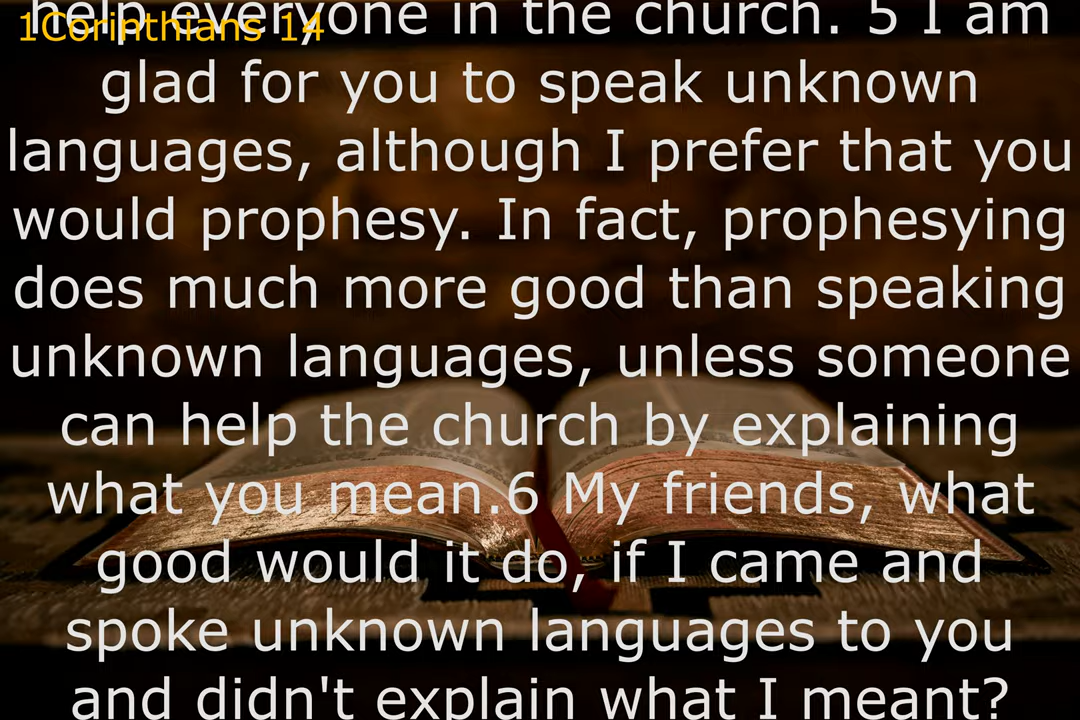 help everyone in the church. 5 I am
1Corinthians 14
glad for you to speak unknown
languages, although I prefer that you
would prophesy. In fact, prophesying
does much more good than speaking
unknown languages, unless someone
can help the church by explaining
what you mean.6 My friends, what
good would it do, if I came and
spoke unknown languages to you
and didn't explain what I meant?